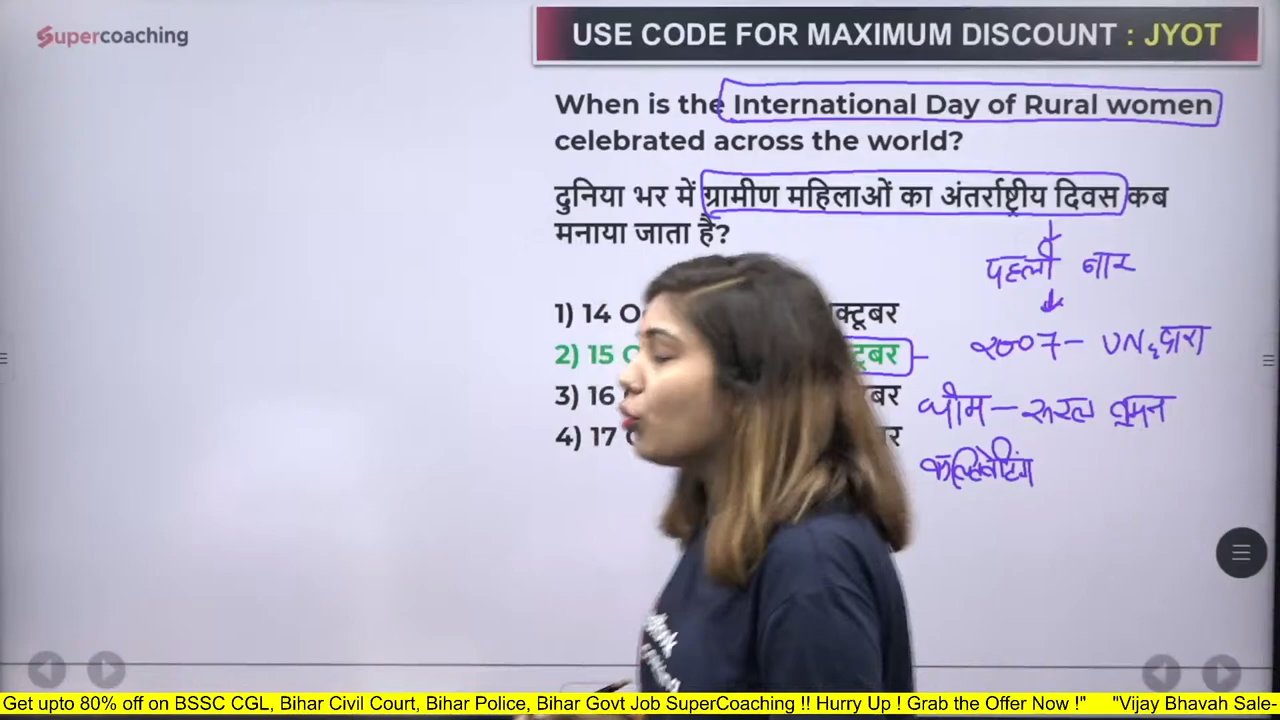 Supercoaching
USE CODE FOR MAXIMUM DISCOUNT : JYOT
When is the International Day of Rural women
celebrated across the world?
दुनिया भर में ग्रामीण महिलाओं का अंतर्राष्ट्रीय दिवस कब
मनाया जाता है?
पहली बार
1) 14
2007 - UN द्वारा
2) 15
3) 16
थीम - रूरल वुमन
4) 17
कल्टिवेटिंग
Get upto 80% off on BSSC CGL, Bihar Civil Court, Bihar Police, Bihar Govt Job SuperCoaching !! Hurry Up ! Grab the Offer Now !" "Vijay Bhavah Sale-